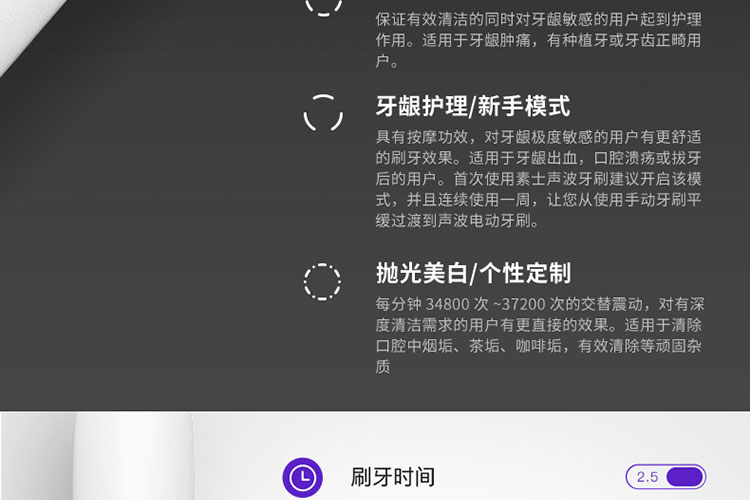 保证有效清洁的同时对牙龈敏感的用户起到护理
作用。适用于牙龈肿痛，有种植牙或牙齿正畸用
户。
牙龈护理/新手模式
具有按摩功效，对牙龈极度敏感的用户有更舒适
的刷牙效果。适用于牙龈出血，口腔溃疡或拔牙
后的用户。首次使用素士声波牙刷建议开启该模
式，并且连续使用一周，让您从使用手动牙刷平
缓过渡到声波电动牙刷。
抛光美白/个性定制
每分钟 34800 次 ~37200 次的交替震动，对有深
度清洁需求的用户有更直接的效果。适用于清除
口腔中烟垢、茶垢、咖啡垢，有效清除等顽固杂
质
刷牙时间
2.5